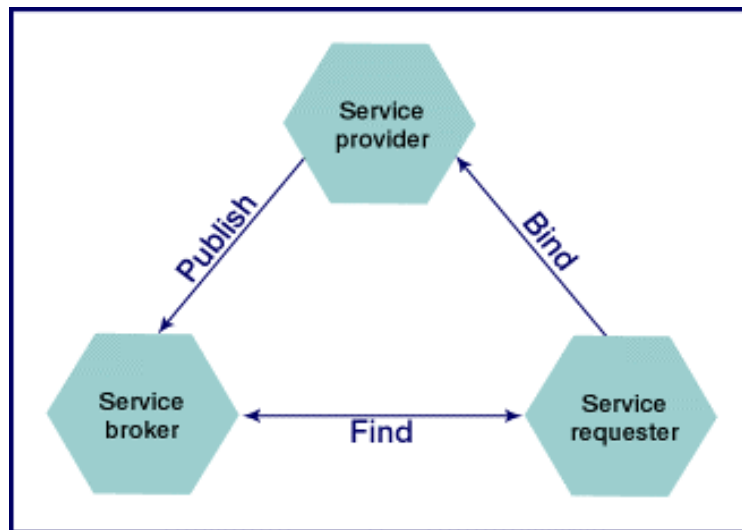 Service
provider
Publish
Bind
Service
broker
Find
Service
requester